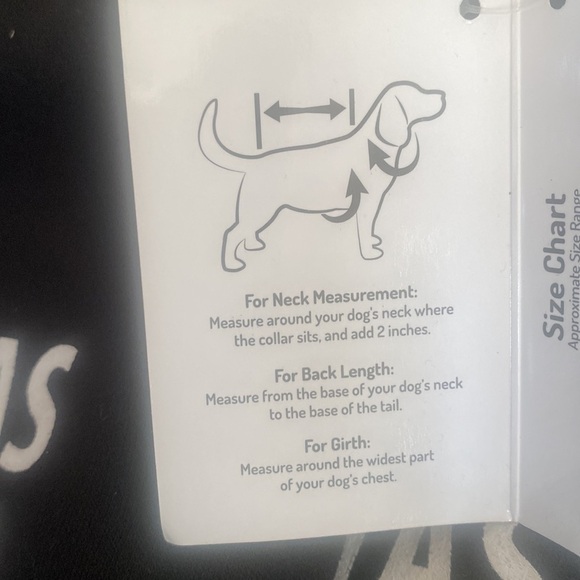 For Neck Measurement:
Measure around your dog's neck where
the collar sits, and add 2 inches.
For Back Length:
Measure from the base of your dog's neck
to the base of the tail.
For Girth:
Measure around the widest part
of your dog's chest.
Size Chart
Approximate Size Range